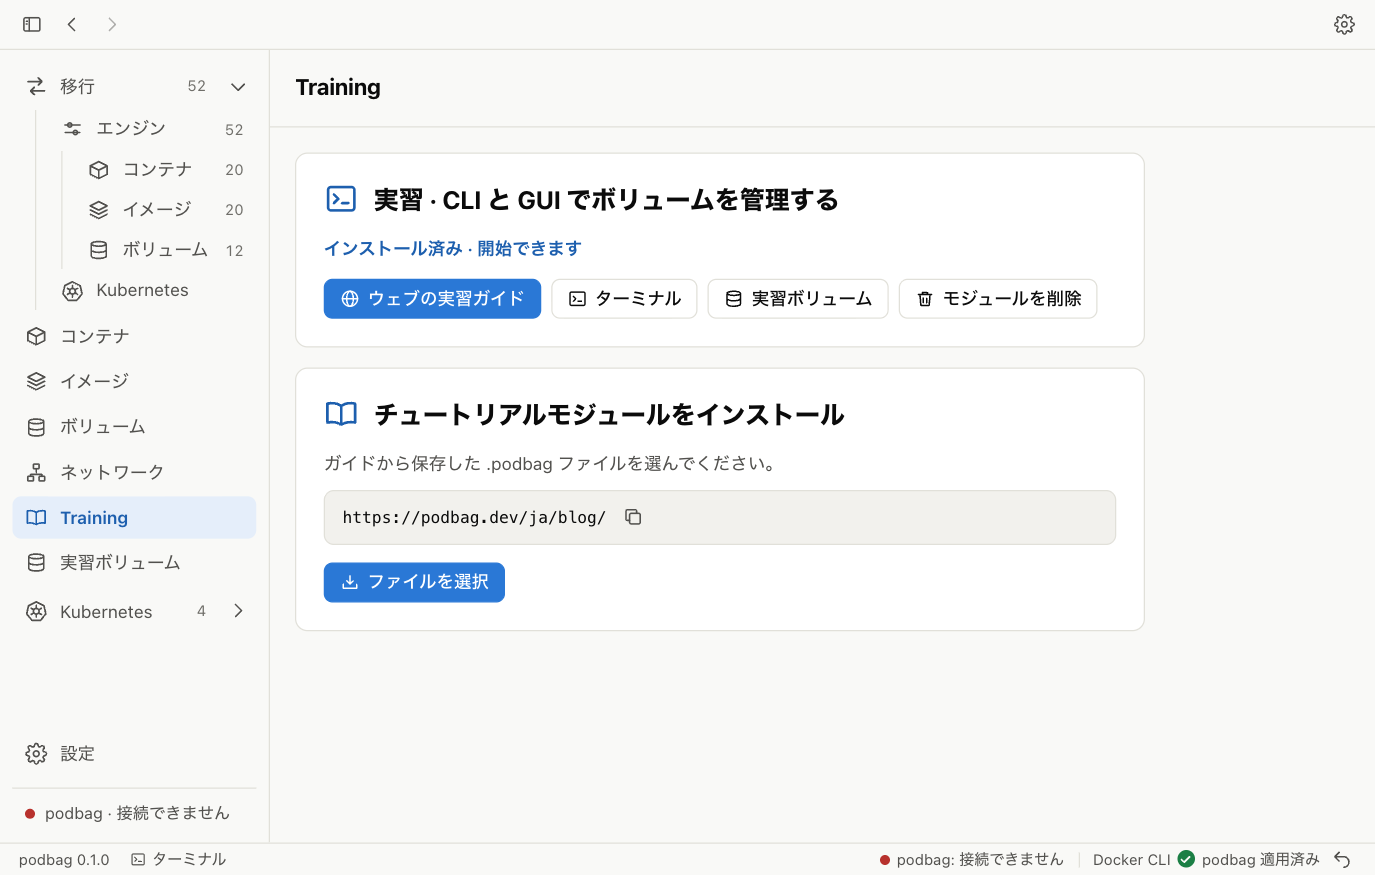 移行 52
エンジン 52
コンテナ 20
イメージ 20
ボリューム 12
Kubernetes
コンテナ
イメージ
ボリューム
ネットワーク
Training
実習ボリューム
Kubernetes 4
設定
podbag · 接続できません
Training
実習 · CLI と GUI でボリュームを管理する
インストール済み · 開始できます
ウェブの実習ガイド ターミナル 実習ボリューム モジュールを削除
チュートリアルモジュールをインストール
ガイドから保存した .podbag ファイルを選んでください。
https://podbag.dev/ja/blog/
ファイルを選択
podbag 0.1.0 ターミナル podbag: 接続できません Docker CLI podbag 適用済み